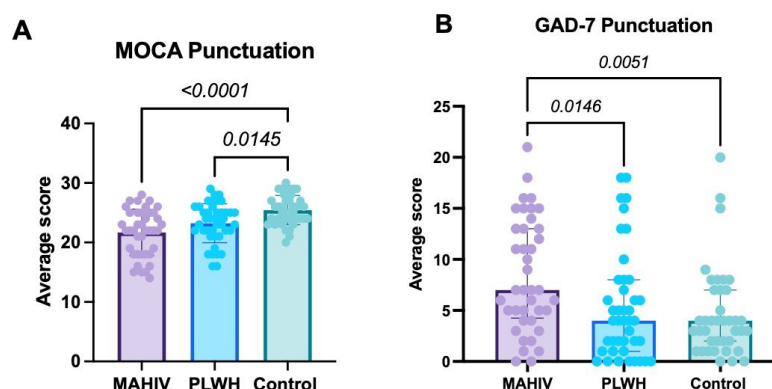 A
MOCA Punctuation
<0.0001
0.0145
Average score
40
30
20
10
0
MAHIV PLWH Control
B
GAD-7 Punctuation
0.0051
0.0146
Average score
25
20
15
10
5
0
MAHIV PLWH Control